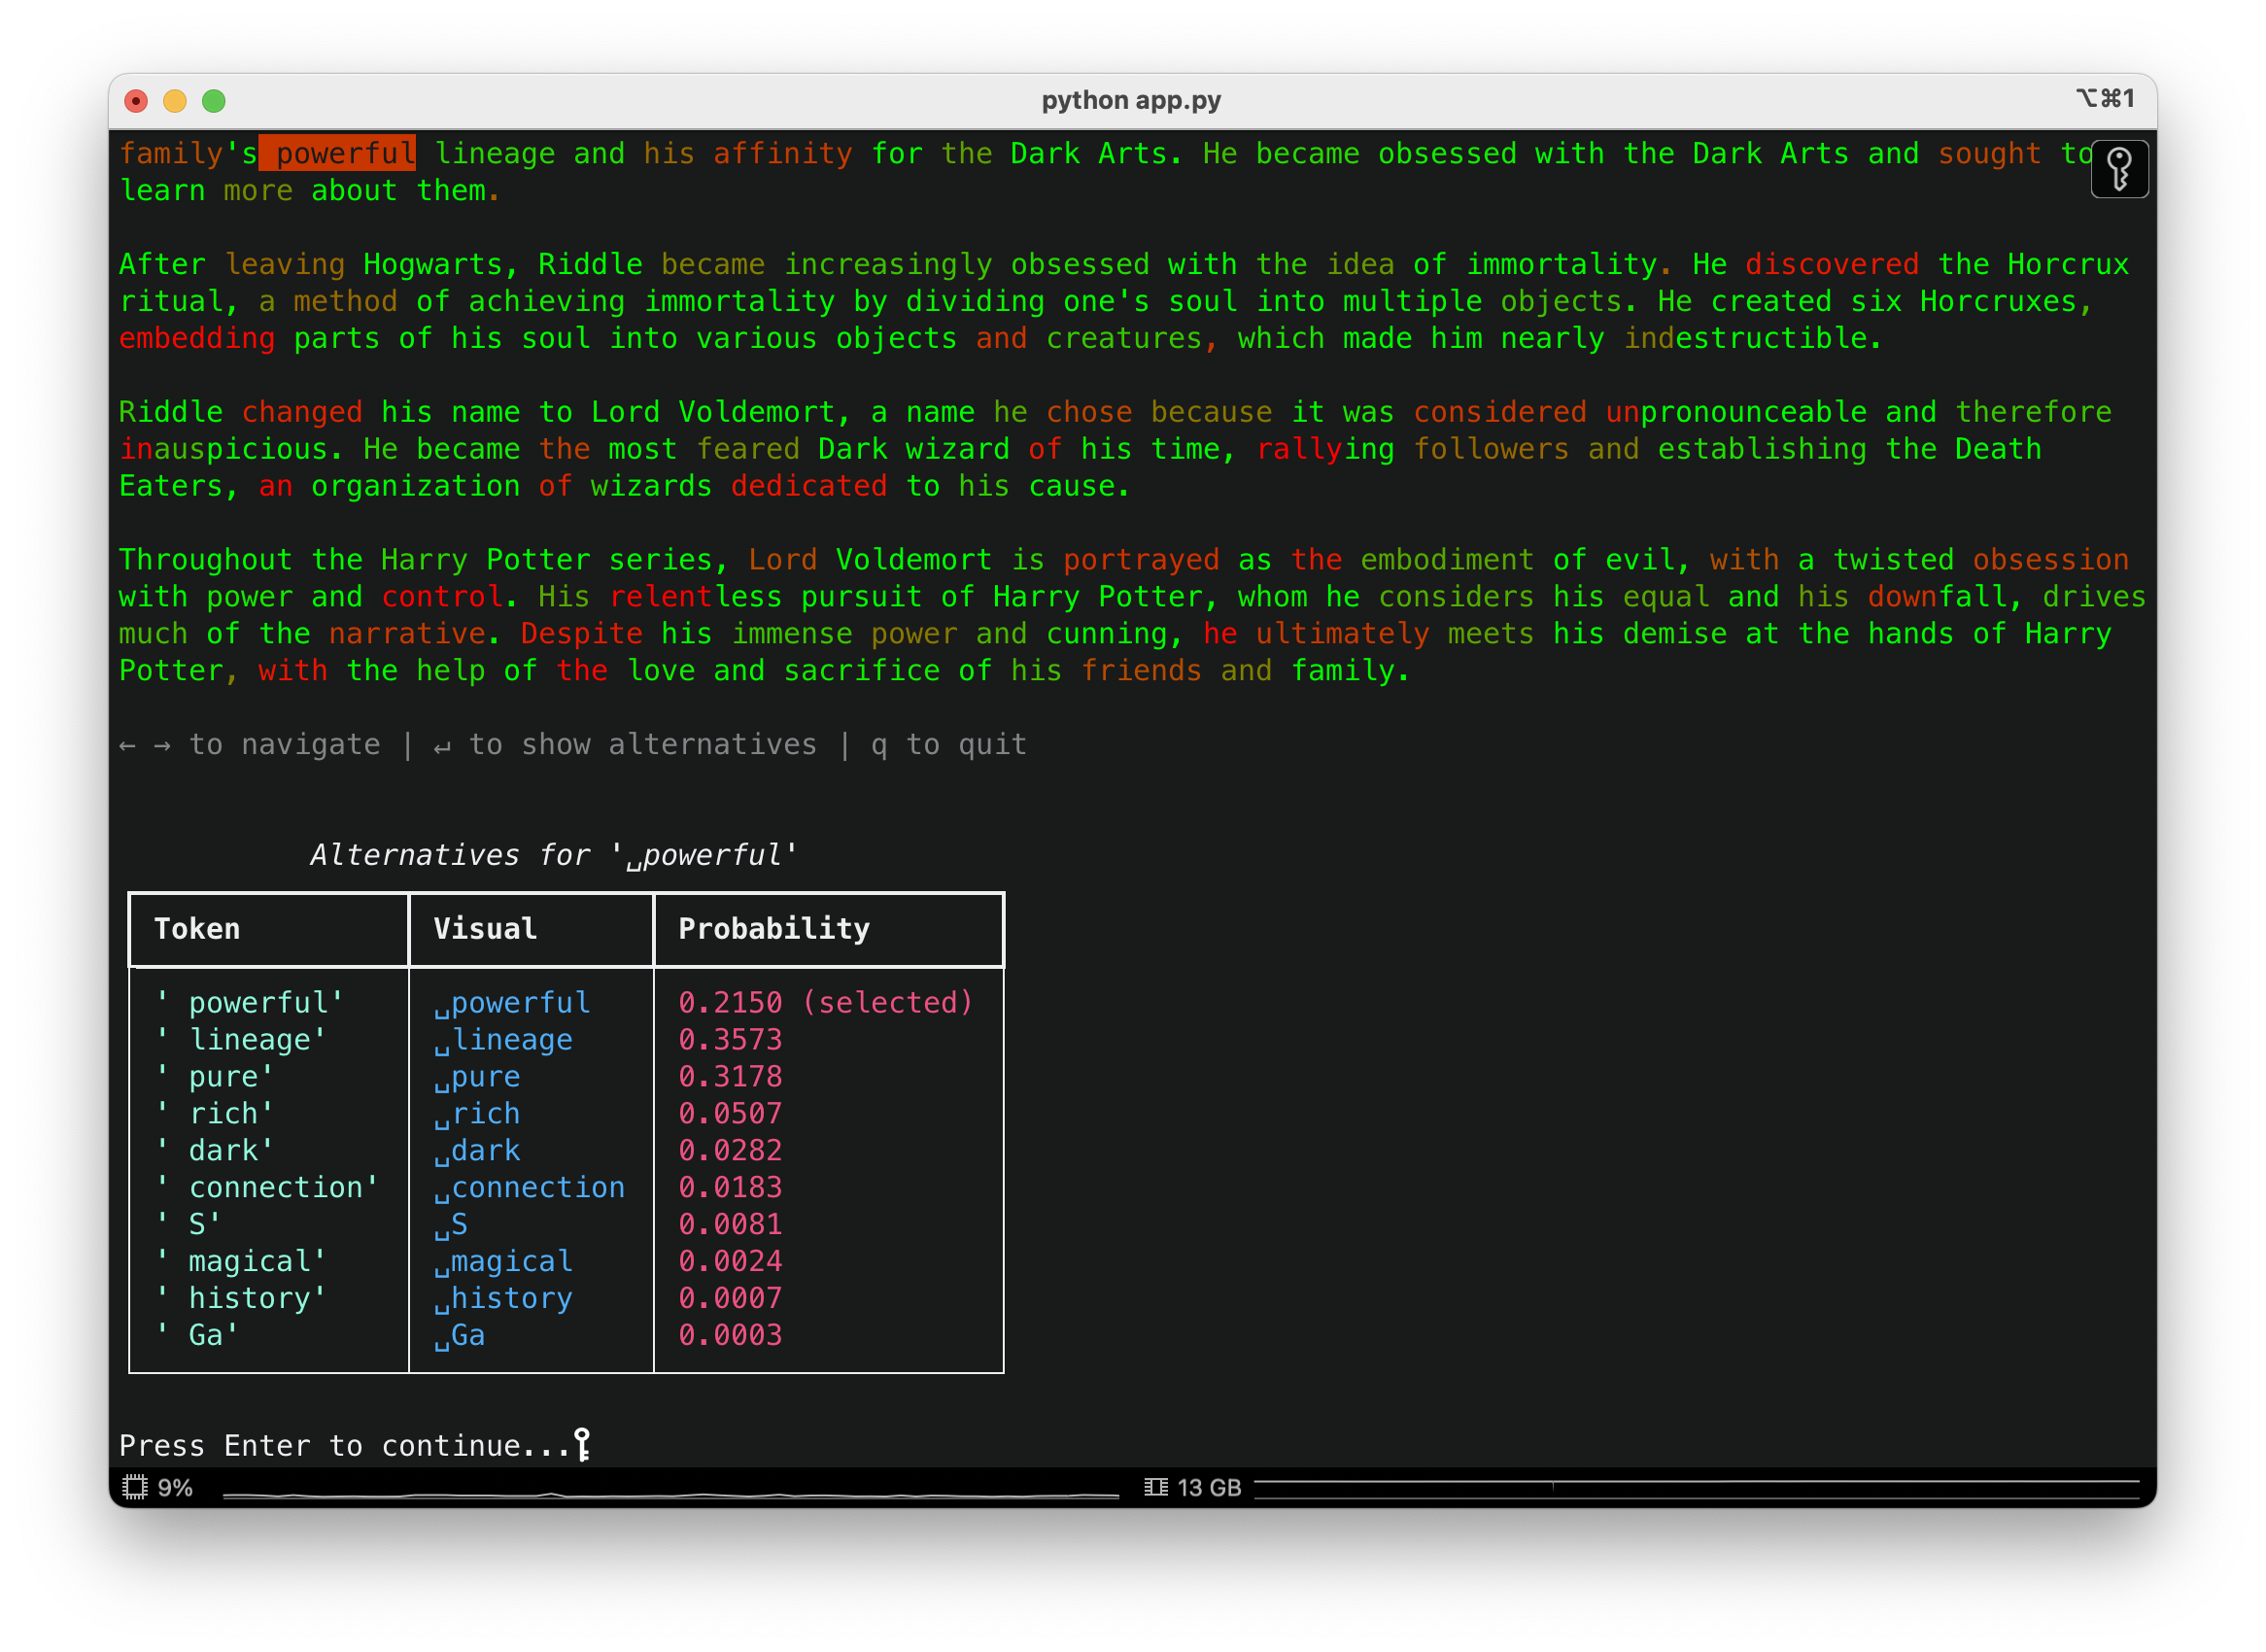 python app.py
⌥⌘1
family's powerful lineage and his affinity for the Dark Arts. He became obsessed with the Dark Arts and sought to
learn more about them.
After leaving Hogwarts, Riddle became increasingly obsessed with the idea of immortality. He discovered the Horcrux
ritual, a method of achieving immortality by dividing one's soul into multiple objects. He created six Horcruxes,
embedding parts of his soul into various objects and creatures, which made him nearly indestructible.
Riddle changed his name to Lord Voldemort, a name he chose because it was considered unpronounceable and therefore
inauspicious. He became the most feared Dark wizard of his time, rallying followers and establishing the Death
Eaters, an organization of wizards dedicated to his cause.
Throughout the Harry Potter series, Lord Voldemort is portrayed as the embodiment of evil, with a twisted obsession
with power and control. His relentless pursuit of Harry Potter, whom he considers his equal and his downfall, drives
much of the narrative. Despite his immense power and cunning, he ultimately meets his demise at the hands of Harry
Potter, with the help of the love and sacrifice of his friends and family.
← → to navigate | ↵ to show alternatives | q to quit
Alternatives for '␣powerful'
Token Visual Probability
' powerful' ␣powerful 0.2150 (selected)
' lineage' ␣lineage 0.3573
' pure' ␣pure 0.3178
' rich' ␣rich 0.0507
' dark' ␣dark 0.0282
' connection' ␣connection 0.0183
' S' ␣S 0.0081
' magical' ␣magical 0.0024
' history' ␣history 0.0007
' Ga' ␣Ga 0.0003
Press Enter to continue...
9%
13 GB